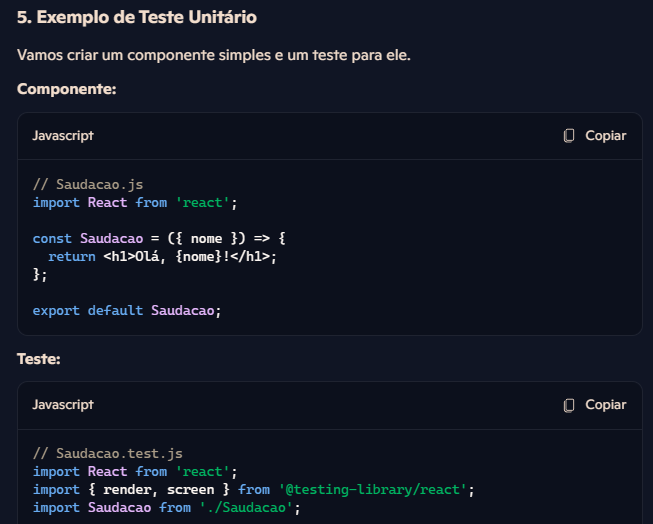 5. Exemplo de Teste Unitário
Vamos criar um componente simples e um teste para ele.
Componente:
Javascript
Copiar
// Saudacao.js
import React from 'react';
const Saudacao = ({ nome }) => {
  return <h1>Olá, {nome}!</h1>;
};
export default Saudacao;
Teste:
Javascript
Copiar
// Saudacao.test.js
import React from 'react';
import { render, screen } from '@testing-library/react';
import Saudacao from './Saudacao';